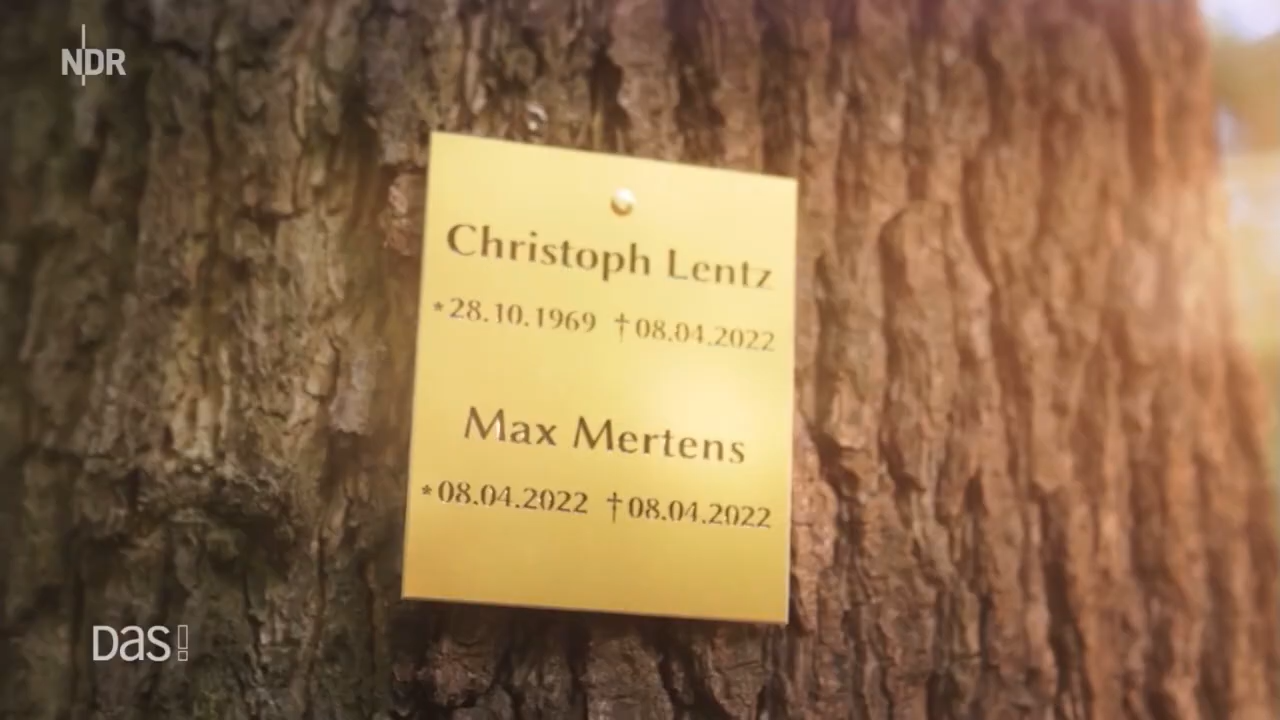 NDR
Christoph Lentz
*28.10.1969 †08.04.2022
Max Mertens
*08.04.2022 †08.04.2022
Das!